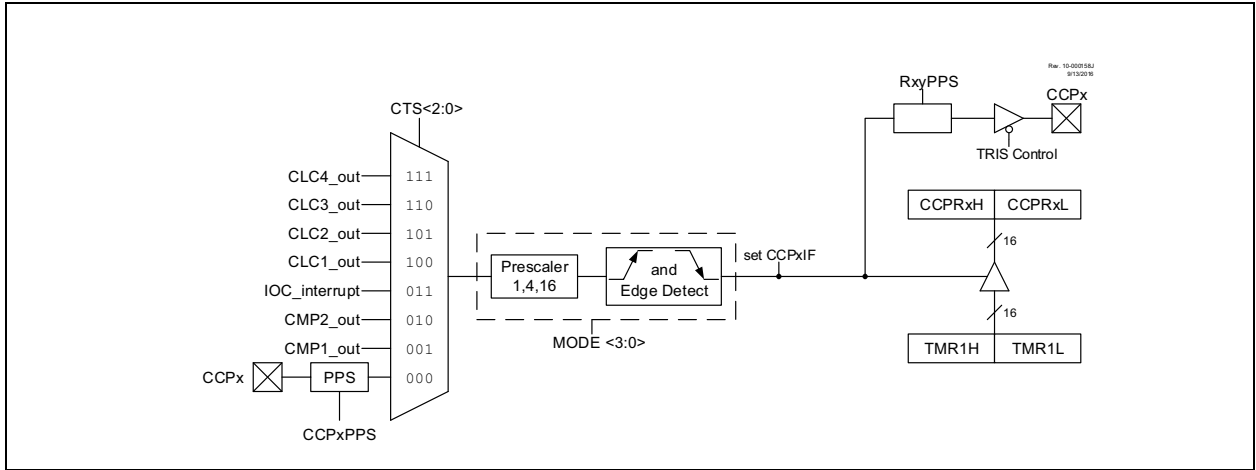 Rev. 10-000158J
9/13/2016
RxyPPS
CCPx
CTS<2:0>
TRIS Control
CLC4_out 111
CLC3_out 110
CCPRxH CCPRxL
CLC2_out 101
16
set CCPxIF
CLC1_out 100
Prescaler
1,4,16
and
Edge Detect
IOC_interrupt 011
CMP2_out 010
16
MODE <3:0>
CMP1_out 001
TMR1H TMR1L
CCPx PPS 000
CCPxPPS